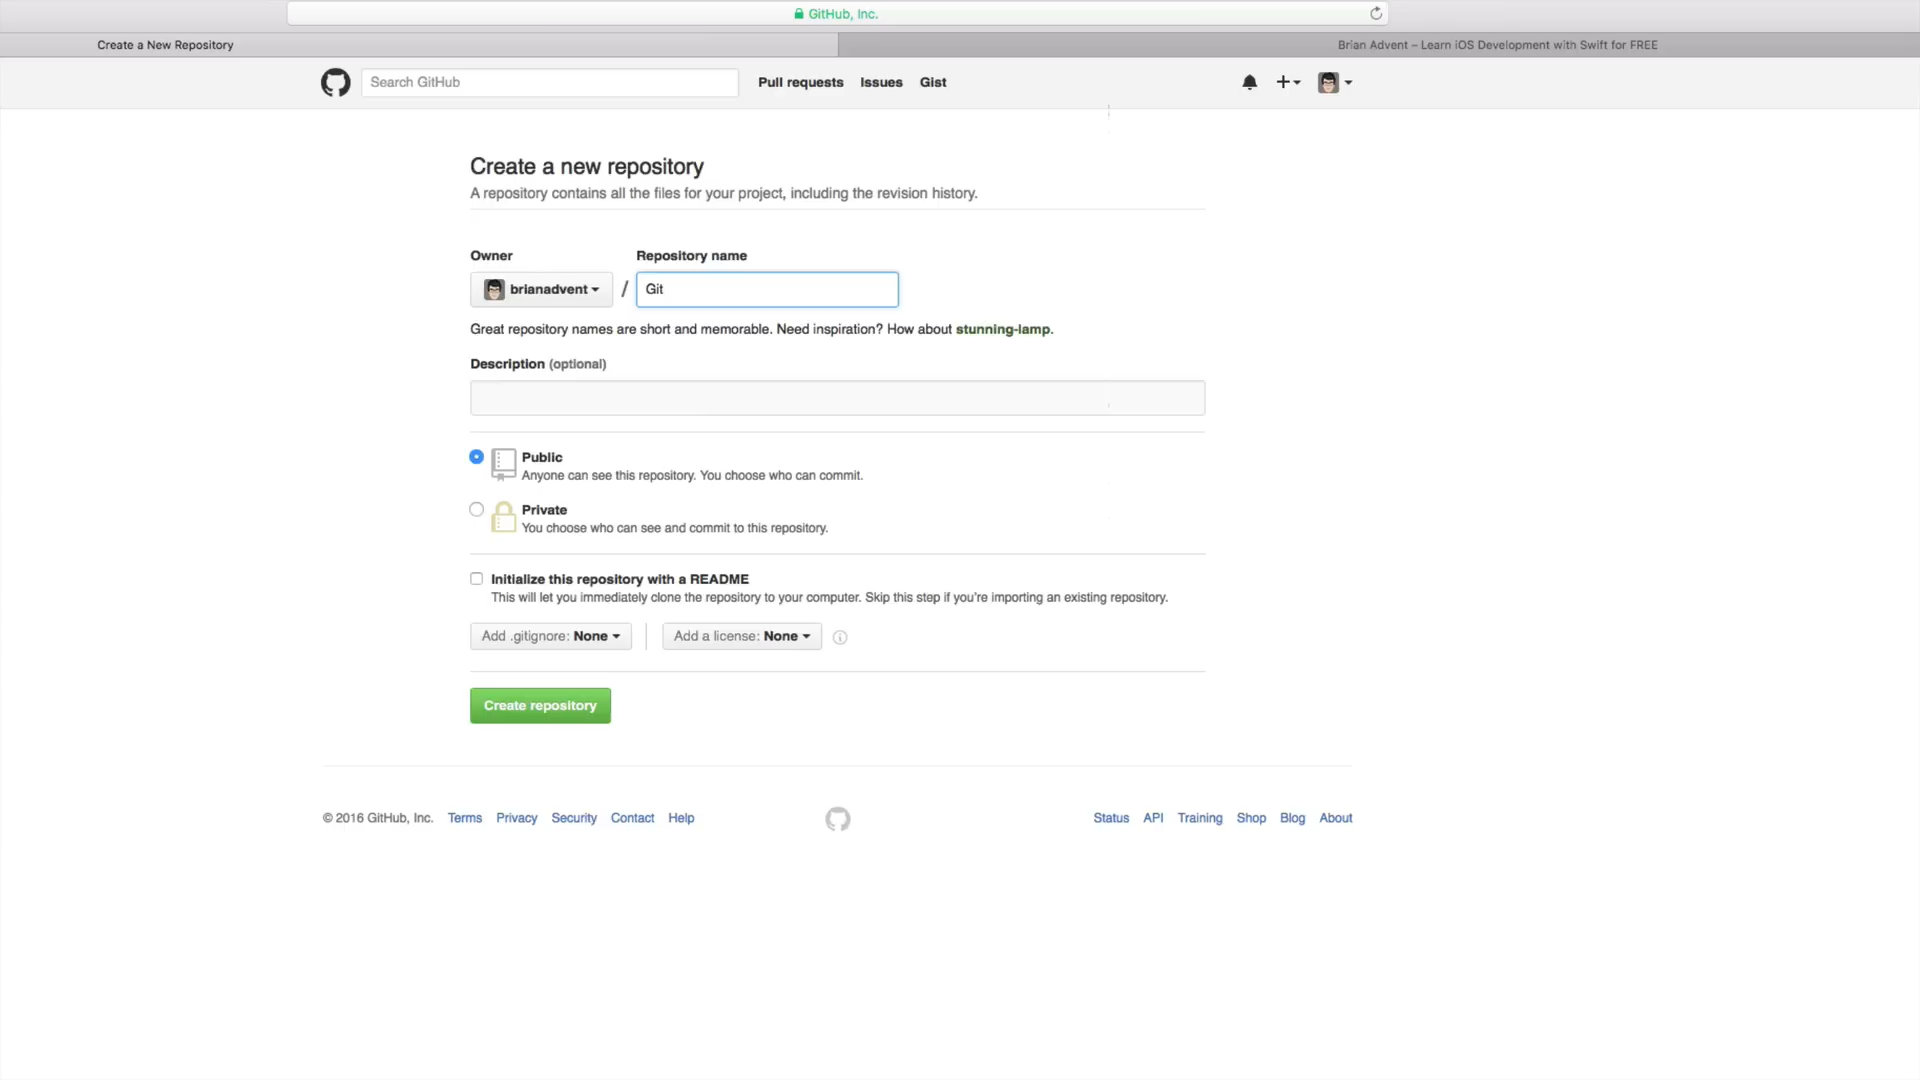 GitHub, Inc.
Create a New Repository
Brian Advent – Learn iOS Development with Swift for FREE
Search GitHub
Pull requests Issues Gist
Create a new repository
A repository contains all the files for your project, including the revision history.
Owner Repository name
brianadvent / Git
Great repository names are short and memorable. Need inspiration? How about stunning-lamp.
Description (optional)
Public
Anyone can see this repository. You choose who can commit.
Private
You choose who can see and commit to this repository.
Initialize this repository with a README
This will let you immediately clone the repository to your computer. Skip this step if you're importing an existing repository.
Add .gitignore: None Add a license: None
Create repository
© 2016 GitHub, Inc. Terms Privacy Security Contact Help Status API Training Shop Blog About